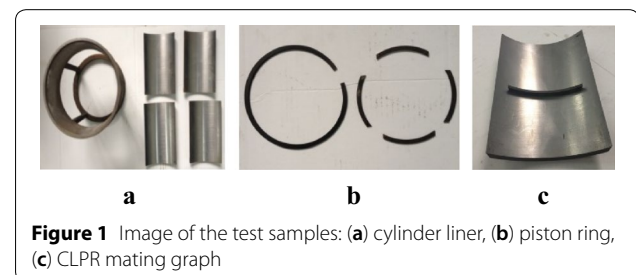 a b c
Figure 1 Image of the test samples: (a) cylinder liner, (b) piston ring,
(c) CLPR mating graph